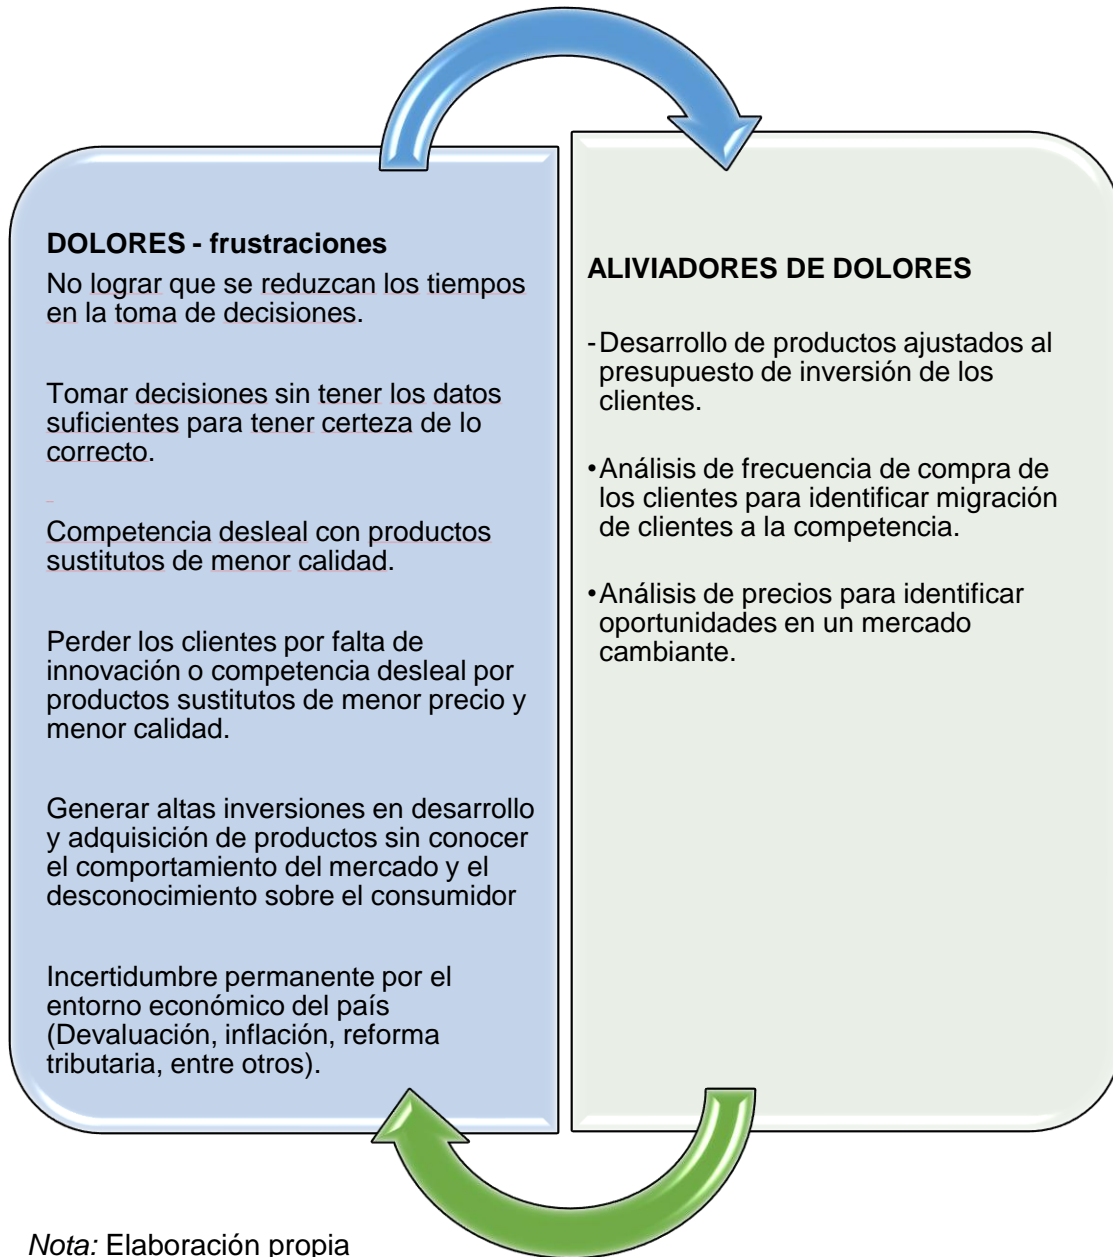 DOLORES - frustraciones
No lograr que se reduzcan los tiempos
en la toma de decisiones.
Tomar decisiones sin tener los datos
suficientes para tener certeza de lo
correcto.
Competencia desleal con productos
sustitutos de menor calidad.
Perder los clientes por falta de
innovación o competencia desleal por
productos sustitutos de menor precio y
menor calidad.
Generar altas inversiones en desarrollo
y adquisición de productos sin conocer
el comportamiento del mercado y el
desconocimiento sobre el consumidor
Incertidumbre permanente por el
entorno económico del país
(Devaluación, inflación, reforma
tributaria, entre otros).
ALIVIADORES DE DOLORES
-Desarrollo de productos ajustados al
presupuesto de inversión de los
clientes.
•Análisis de frecuencia de compra de
los clientes para identificar migración
de clientes a la competencia.
•Análisis de precios para identificar
oportunidades en un mercado
cambiante.
Nota: Elaboración propia